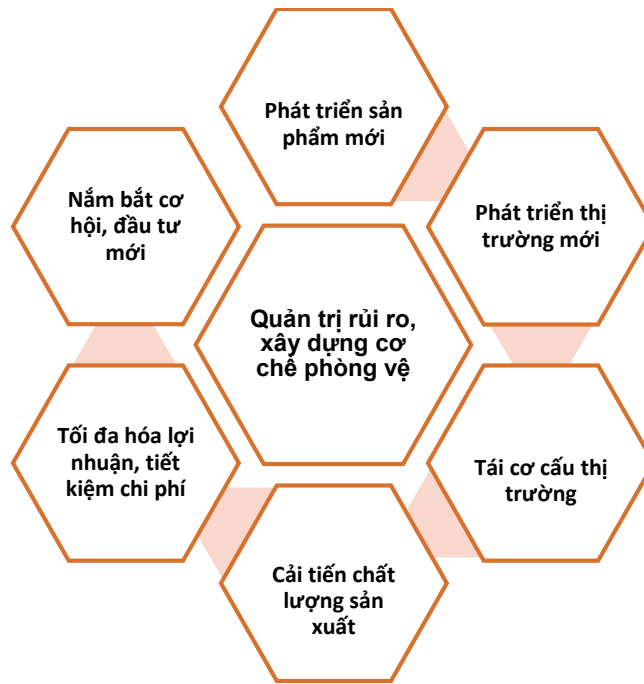 Phát triển sản
phẩm mới
Phát triển thị
trường mới
Tái cơ cấu thị
trường
Cải tiến chất
lượng sản
xuất
Tối đa hóa lợi
nhuận, tiết
kiệm chi phí
Nắm bắt cơ
hội, đầu tư
mới
Quản trị rủi ro,
xây dựng cơ
chế phòng vệ